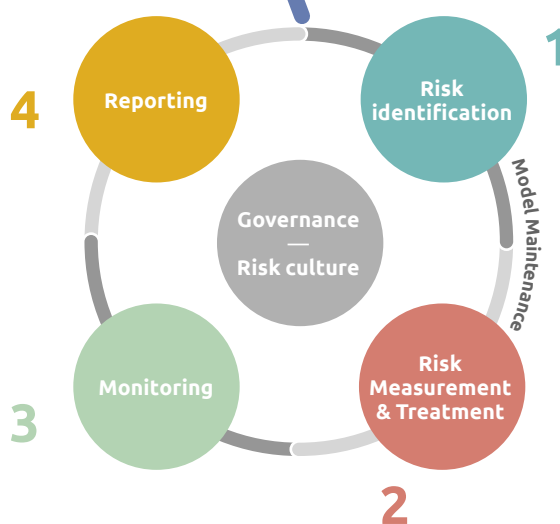 1
Risk
identification
4
Reporting
Model Maintenance
Governance
—
Risk culture
Risk
Measurement
& Treatment
2
Monitoring
3